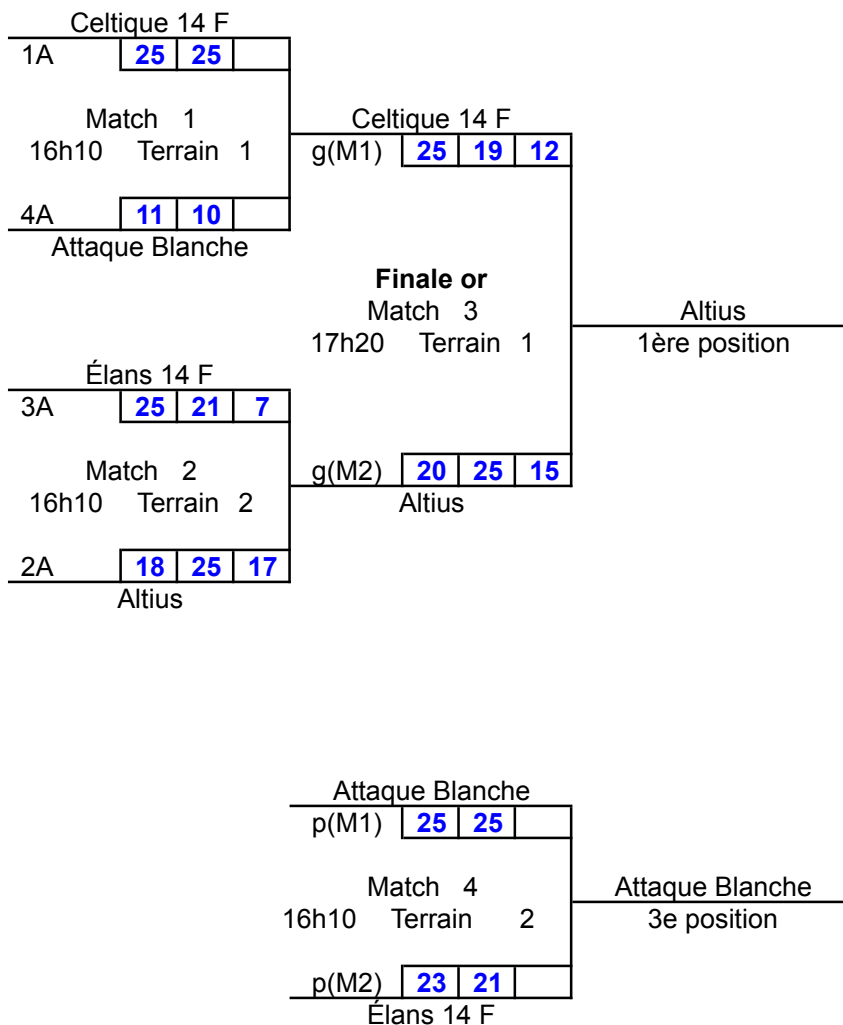 Celtique 14 F
1A 25 25
Match 1
16h10 Terrain 1
4A 11 10
Attaque Blanche
Celtique 14 F
g(M1) 25 19 12
Finale or
Match 3
17h20 Terrain 1
g(M2) 20 25 15
Altius
Altius
1ère position
Élans 14 F
3A 25 21 7
Match 2
16h10 Terrain 2
2A 18 25 17
Altius
Attaque Blanche
p(M1) 25 25
Match 4
16h10 Terrain 2
p(M2) 23 21
Élans 14 F
Attaque Blanche
3e position